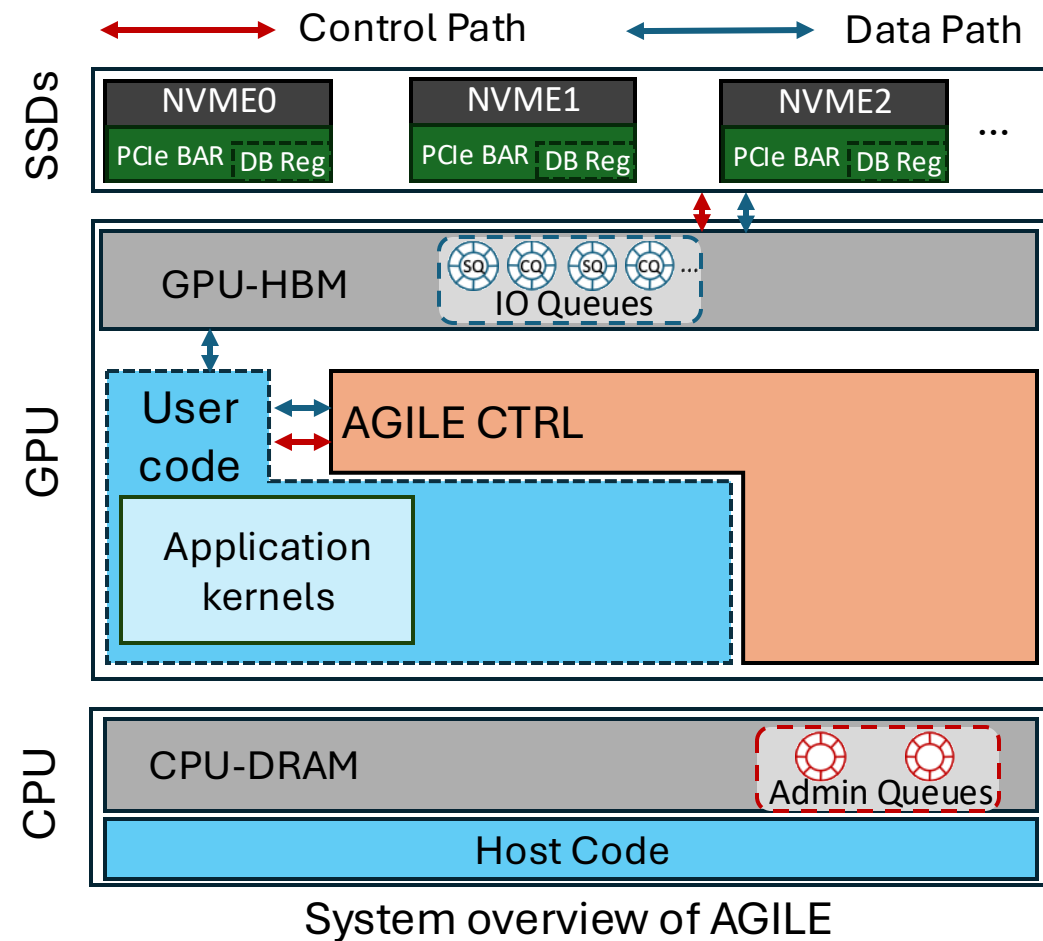 Control Path
Data Path
SSDs
NVME0
NVME1
NVME2
PCIe BAR
DB Reg
PCIe BAR
DB Reg
PCIe BAR
DB Reg
...
GPU
GPU-HBM
SQ
CQ
SQ
CQ
...
IO Queues
User
code
AGILE CTRL
Application
kernels
CPU
CPU-DRAM
Admin Queues
Host Code
System overview of AGILE